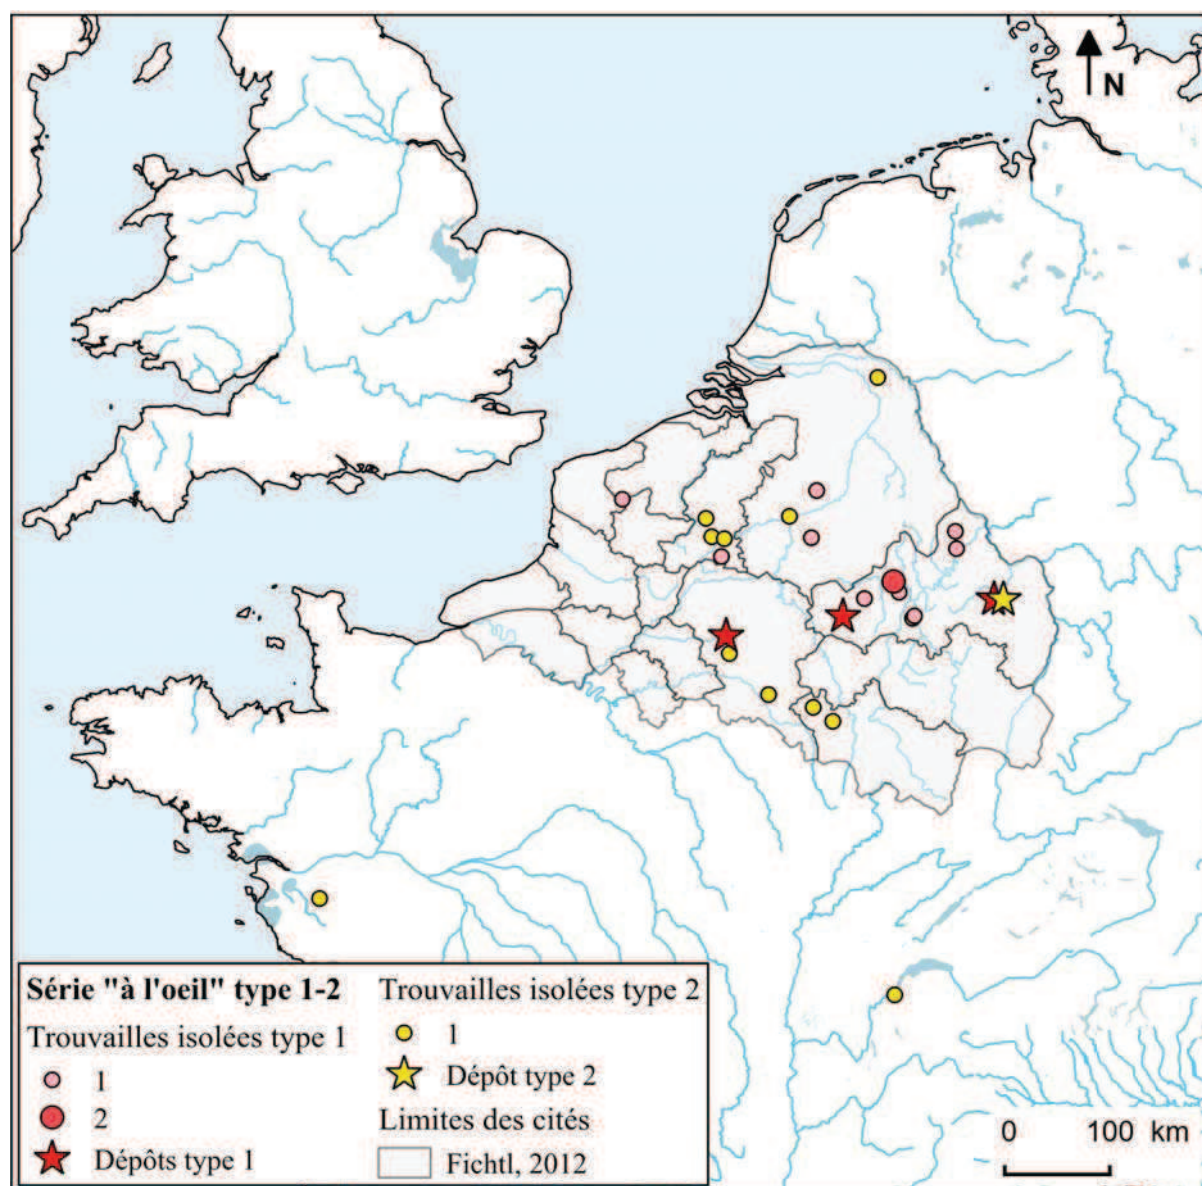 N
Série "à l'oeil" type 1-2
Trouvailles isolées type 1
1
2
Dépôts type 1
Trouvailles isolées type 2
1
Dépôt type 2
Limites des cités
Fichtl, 2012
0 100 km